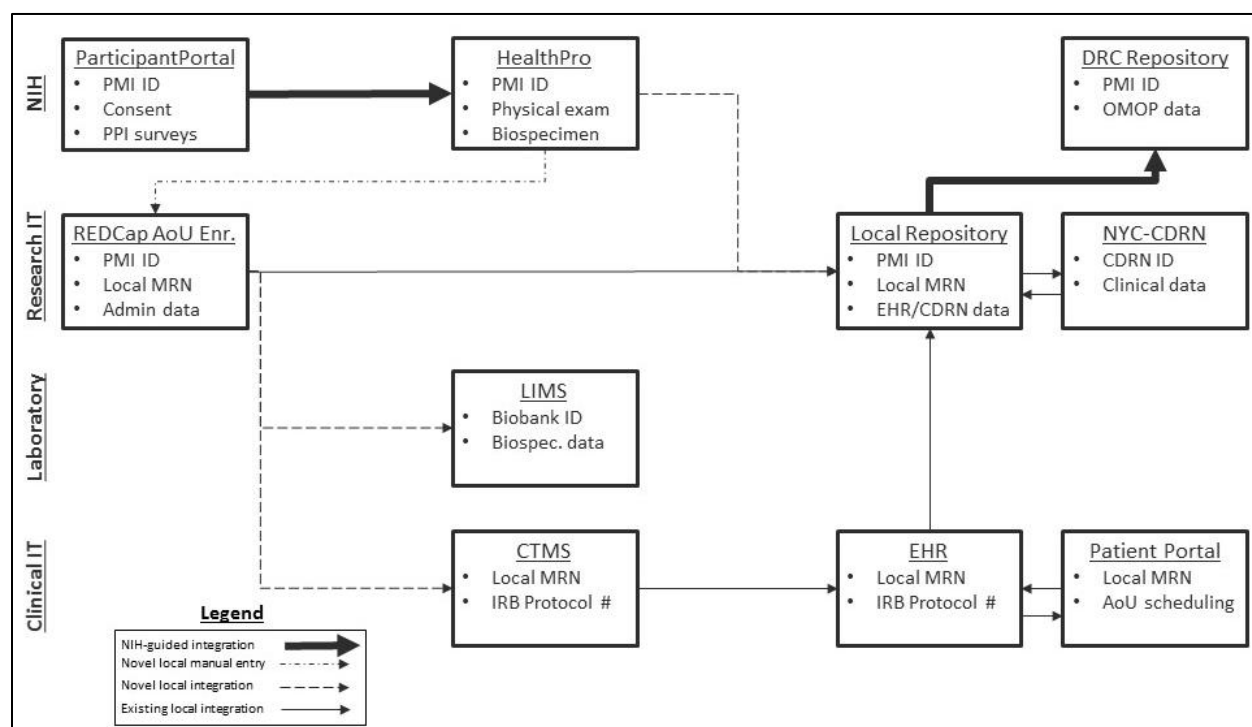 NIH
ParticipantPortal
• PMI ID
• Consent
• PPI surveys
HealthPro
• PMI ID
• Physical exam
• Biospecimen
DRC Repository
• PMI ID
• OMOP data
Research IT
REDCap AoU Enr.
• PMI ID
• Local MRN
• Admin data
Local Repository
• PMI ID
• Local MRN
• EHR/CDRN data
NYC-CDRN
• CDRN ID
• Clinical data
Laboratory
LIMS
• Biobank ID
• Biospec. data
Clinical IT
CTMS
• Local MRN
• IRB Protocol #
EHR
• Local MRN
• IRB Protocol #
Patient Portal
• Local MRN
• AoU scheduling
Legend
NIH-guided integration
Novel local manual entry
Novel local integration
Existing local integration